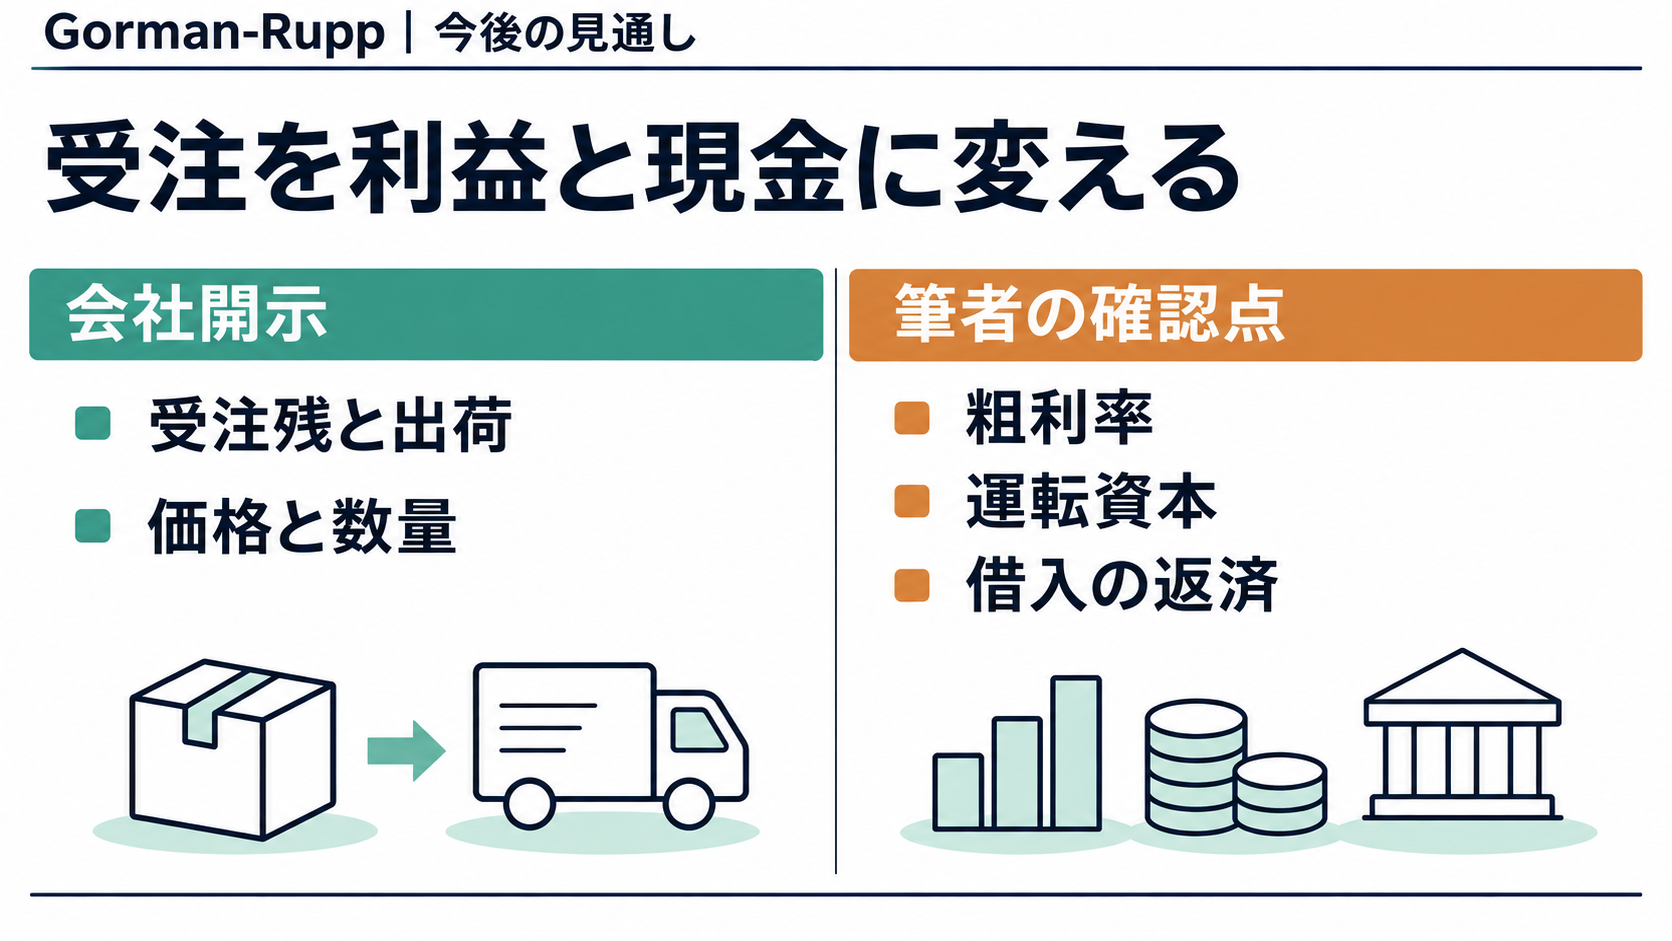 Gorman-Rupp｜今後の見通し
受注を利益と現金に変える
会社開示
受注残と出荷
価格と数量
筆者の確認点
粗利率
運転資本
借入の返済